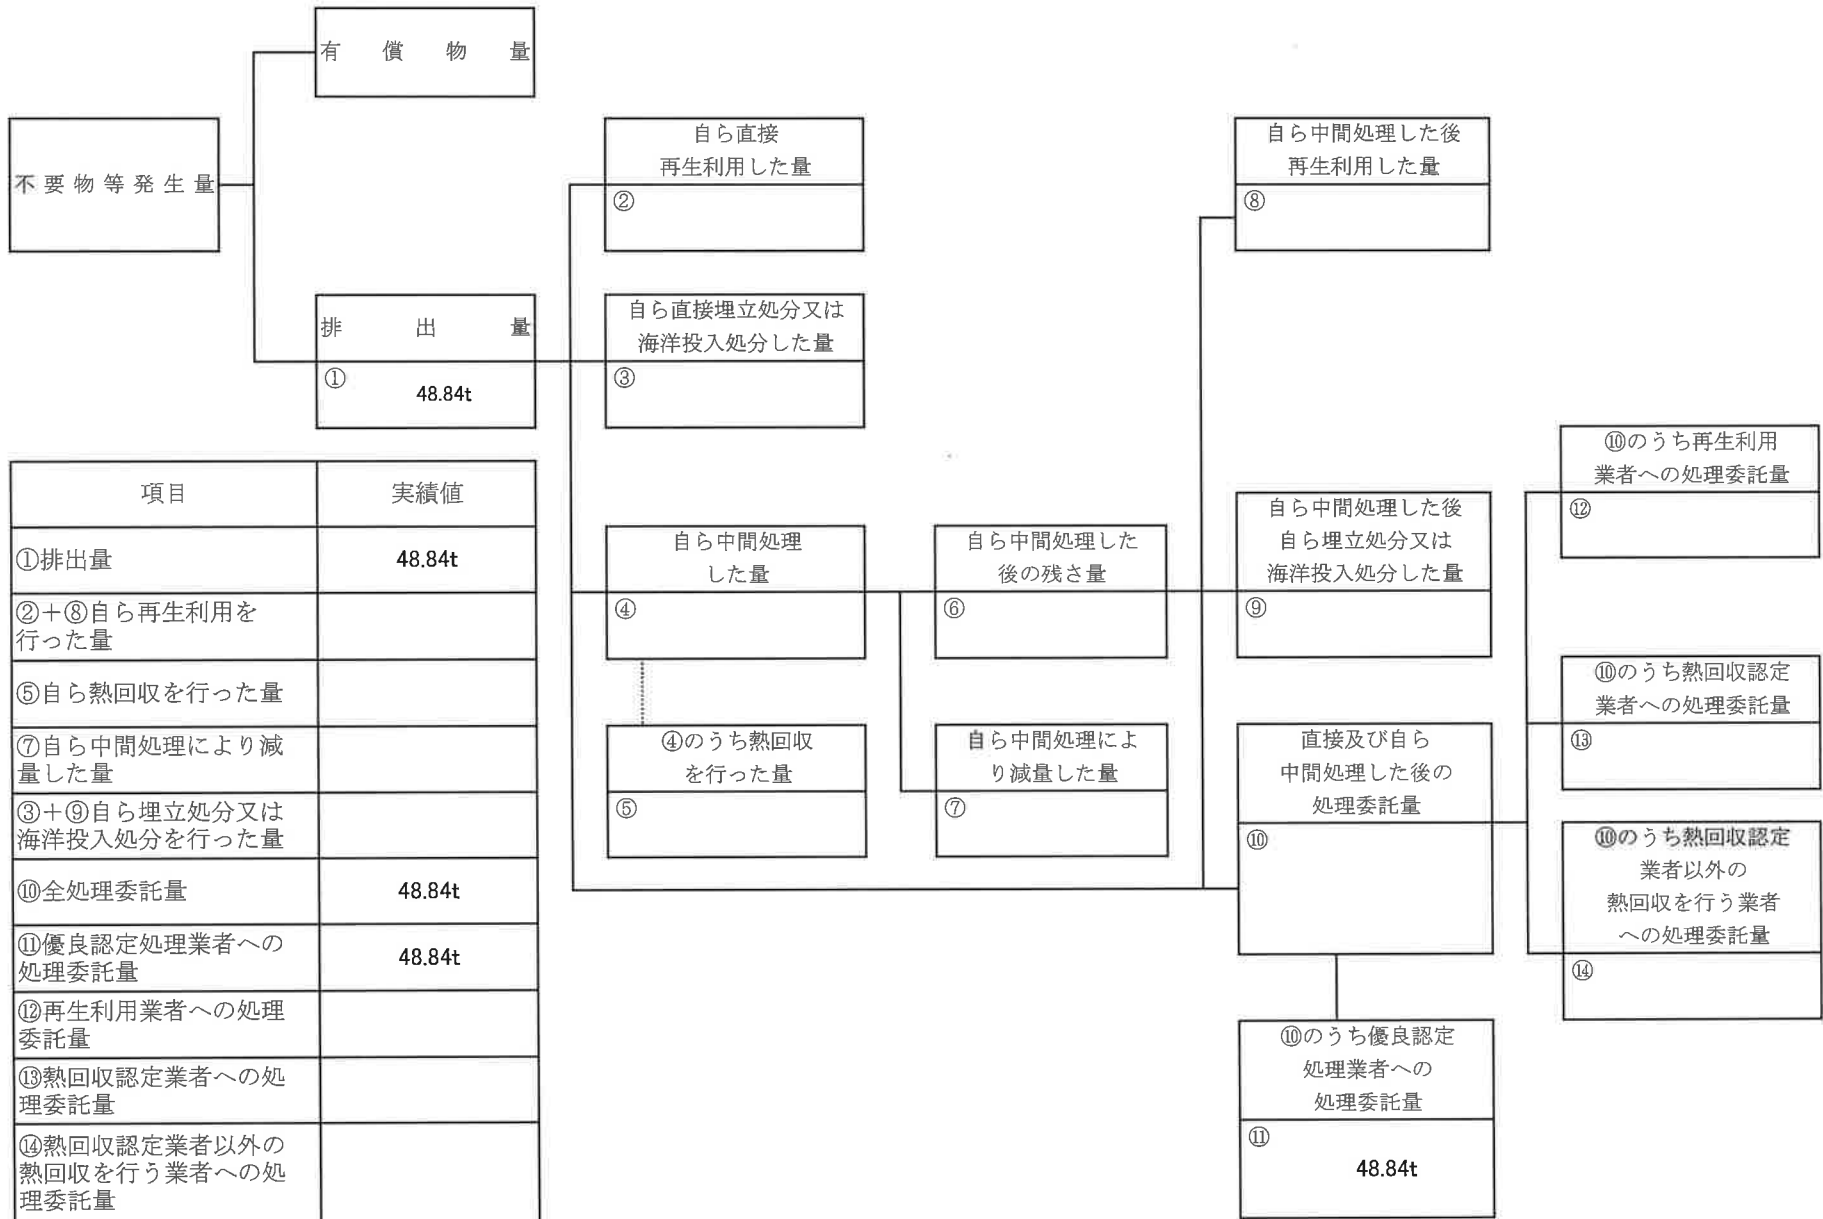 有償物量
不要物等発生量
排出量
①
48.84t
自ら直接
再生利用した量
②
自ら直接埋立処分又は
海洋投入処分した量
③
自ら中間処理
した量
④
④のうち熱回収
を行った量
⑤
自ら中間処理した
後の残さ量
⑥
自ら中間処理によ
り減量した量
⑦
自ら中間処理した後
再生利用した量
⑧
自ら中間処理した後
自ら埋立処分又は
海洋投入処分した量
⑨
直接及び自ら
中間処理した後の
処理委託量
⑩
⑩のうち優良認定
処理業者への
処理委託量
⑪
48.84t
⑩のうち再生利用
業者への処理委託量
⑫
⑩のうち熱回収認定
業者への処理委託量
⑬
⑩のうち熱回収認定
業者以外の
熱回収を行う業者
への処理委託量
⑭
項目 実績値
①排出量 48.84t
②+⑧自ら再生利用を
行った量
⑤自ら熱回収を行った量
⑦自ら中間処理により減
量した量
③+⑨自ら埋立処分又は
海洋投入処分を行った量
⑩全処理委託量 48.84t
⑪優良認定処理業者への
処理委託量 48.84t
⑫再生利用業者への処理
委託量
⑬熱回収認定業者への処
理委託量
⑭熱回収認定業者以外の
熱回収を行う業者への処
理委託量